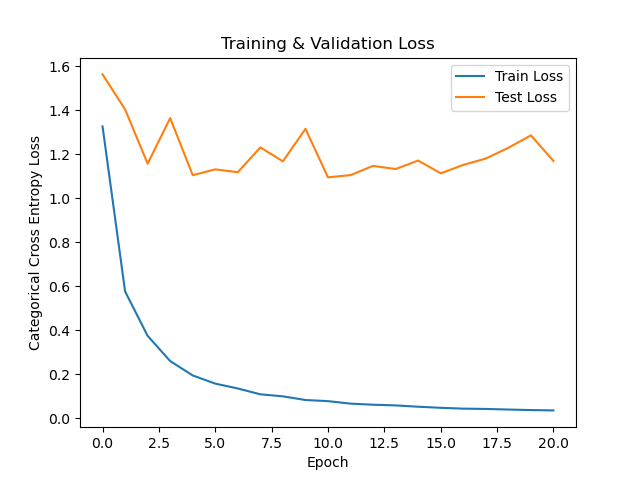 Training & Validation Loss
Train Loss
Test Loss
Categorical Cross Entropy Loss
1.6
1.4
1.2
1.0
0.8
0.6
0.4
0.2
0.0
0.0 2.5 5.0 7.5 10.0 12.5 15.0 17.5 20.0
Epoch